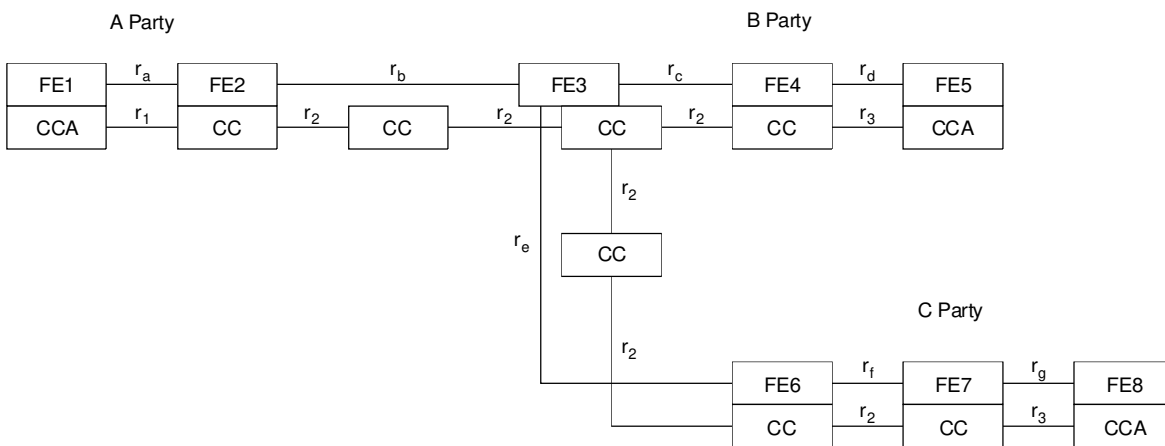 A Party
B Party
FE1 r_a FE2 r_b FE3 r_c FE4 r_d FE5
CCA r_1 CC r_2 CC r_2 CC r_2 CC r_3 CCA
r_2
r_e
CC
C Party
r_2
FE6 r_f FE7 r_g FE8
CC r_2 CC r_3 CCA